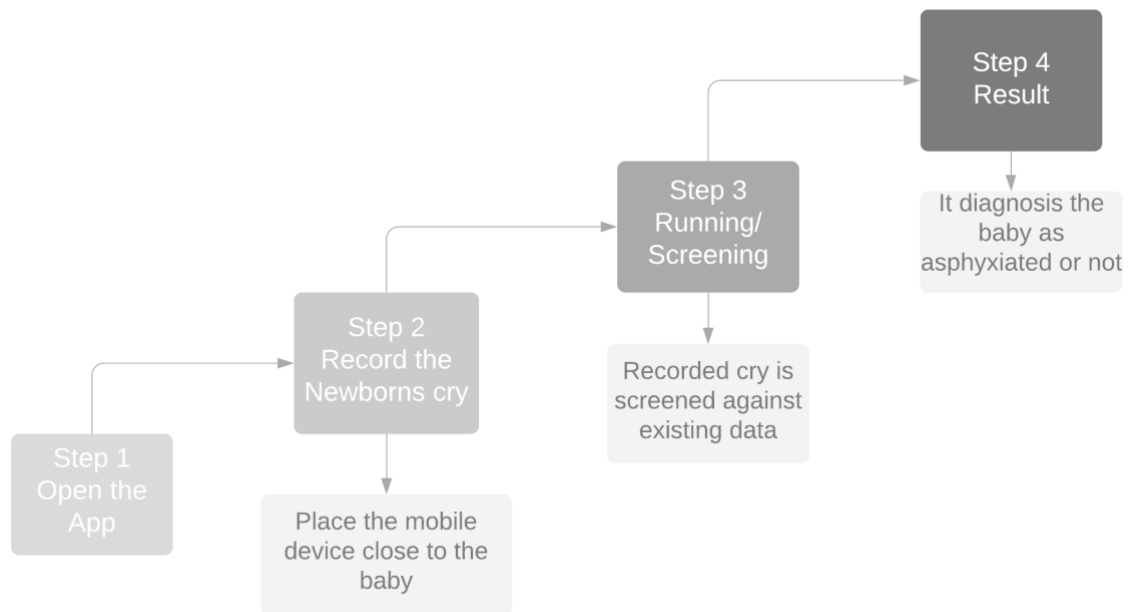 Step 1
Open the
App
Step 2
Record the
Newborns cry
Place the mobile
device close to the
baby
Step 3
Running/
Screening
Recorded cry is
screened against
existing data
Step 4
Result
It diagnosis the
baby as
asphyxiated or not